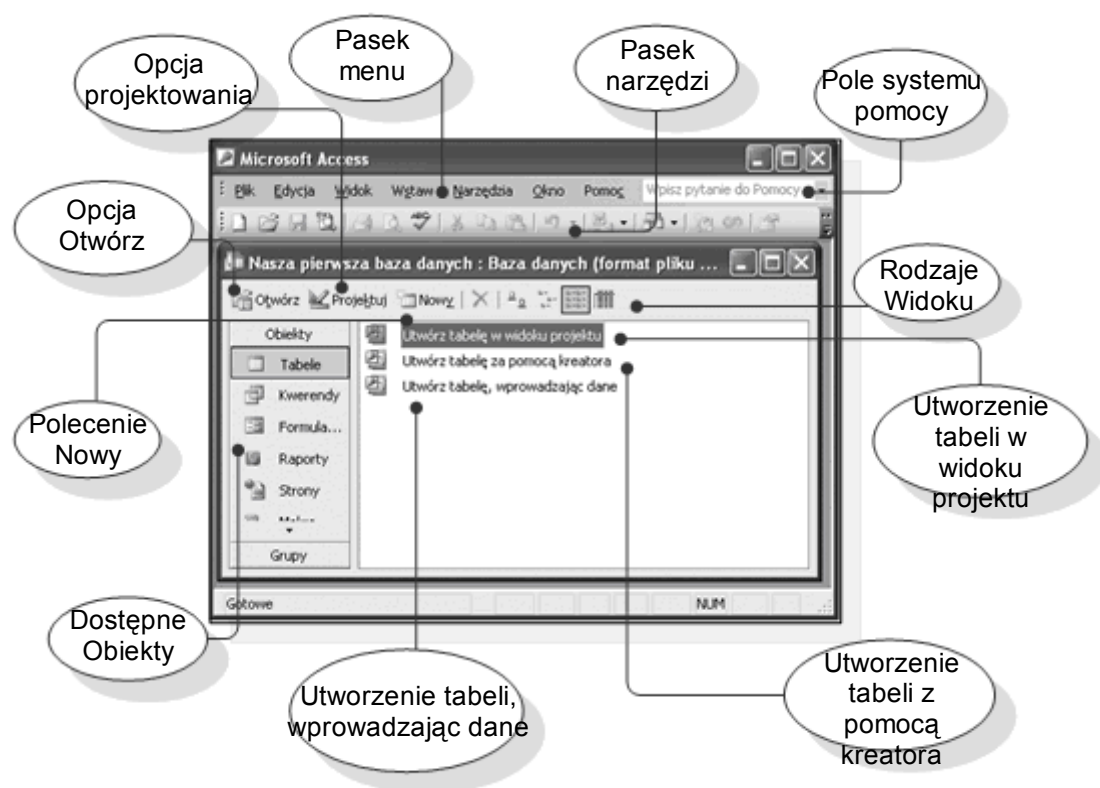 Opcja
projektowania
Pasek
menu
Pasek
narzędzi
Pole systemu
pomocy
Opcja
Otwórz
Microsoft Access
Plik Edycja Widok Wstaw Narzędzia Okno Pomoc Wpisz pytanie do Pomocy
Nasza pierwsza baza danych : Baza danych (format pliku ...
Otwórz Projektuj Nowy
Rodzaje
Widoku
Obiekty
Tabele
Kwerendy
Formula...
Raporty
Strony
Grupy
Utwórz tabelę w widoku projektu
Utwórz tabelę za pomocą kreatora
Utwórz tabelę, wprowadzając dane
Polecenie
Nowy
Utworzenie
tabeli w
widoku
projektu
Gotowe NUM
Dostępne
Obiekty
Utworzenie tabeli,
wprowadzając dane
Utworzenie
tabeli z
pomocą
kreatora